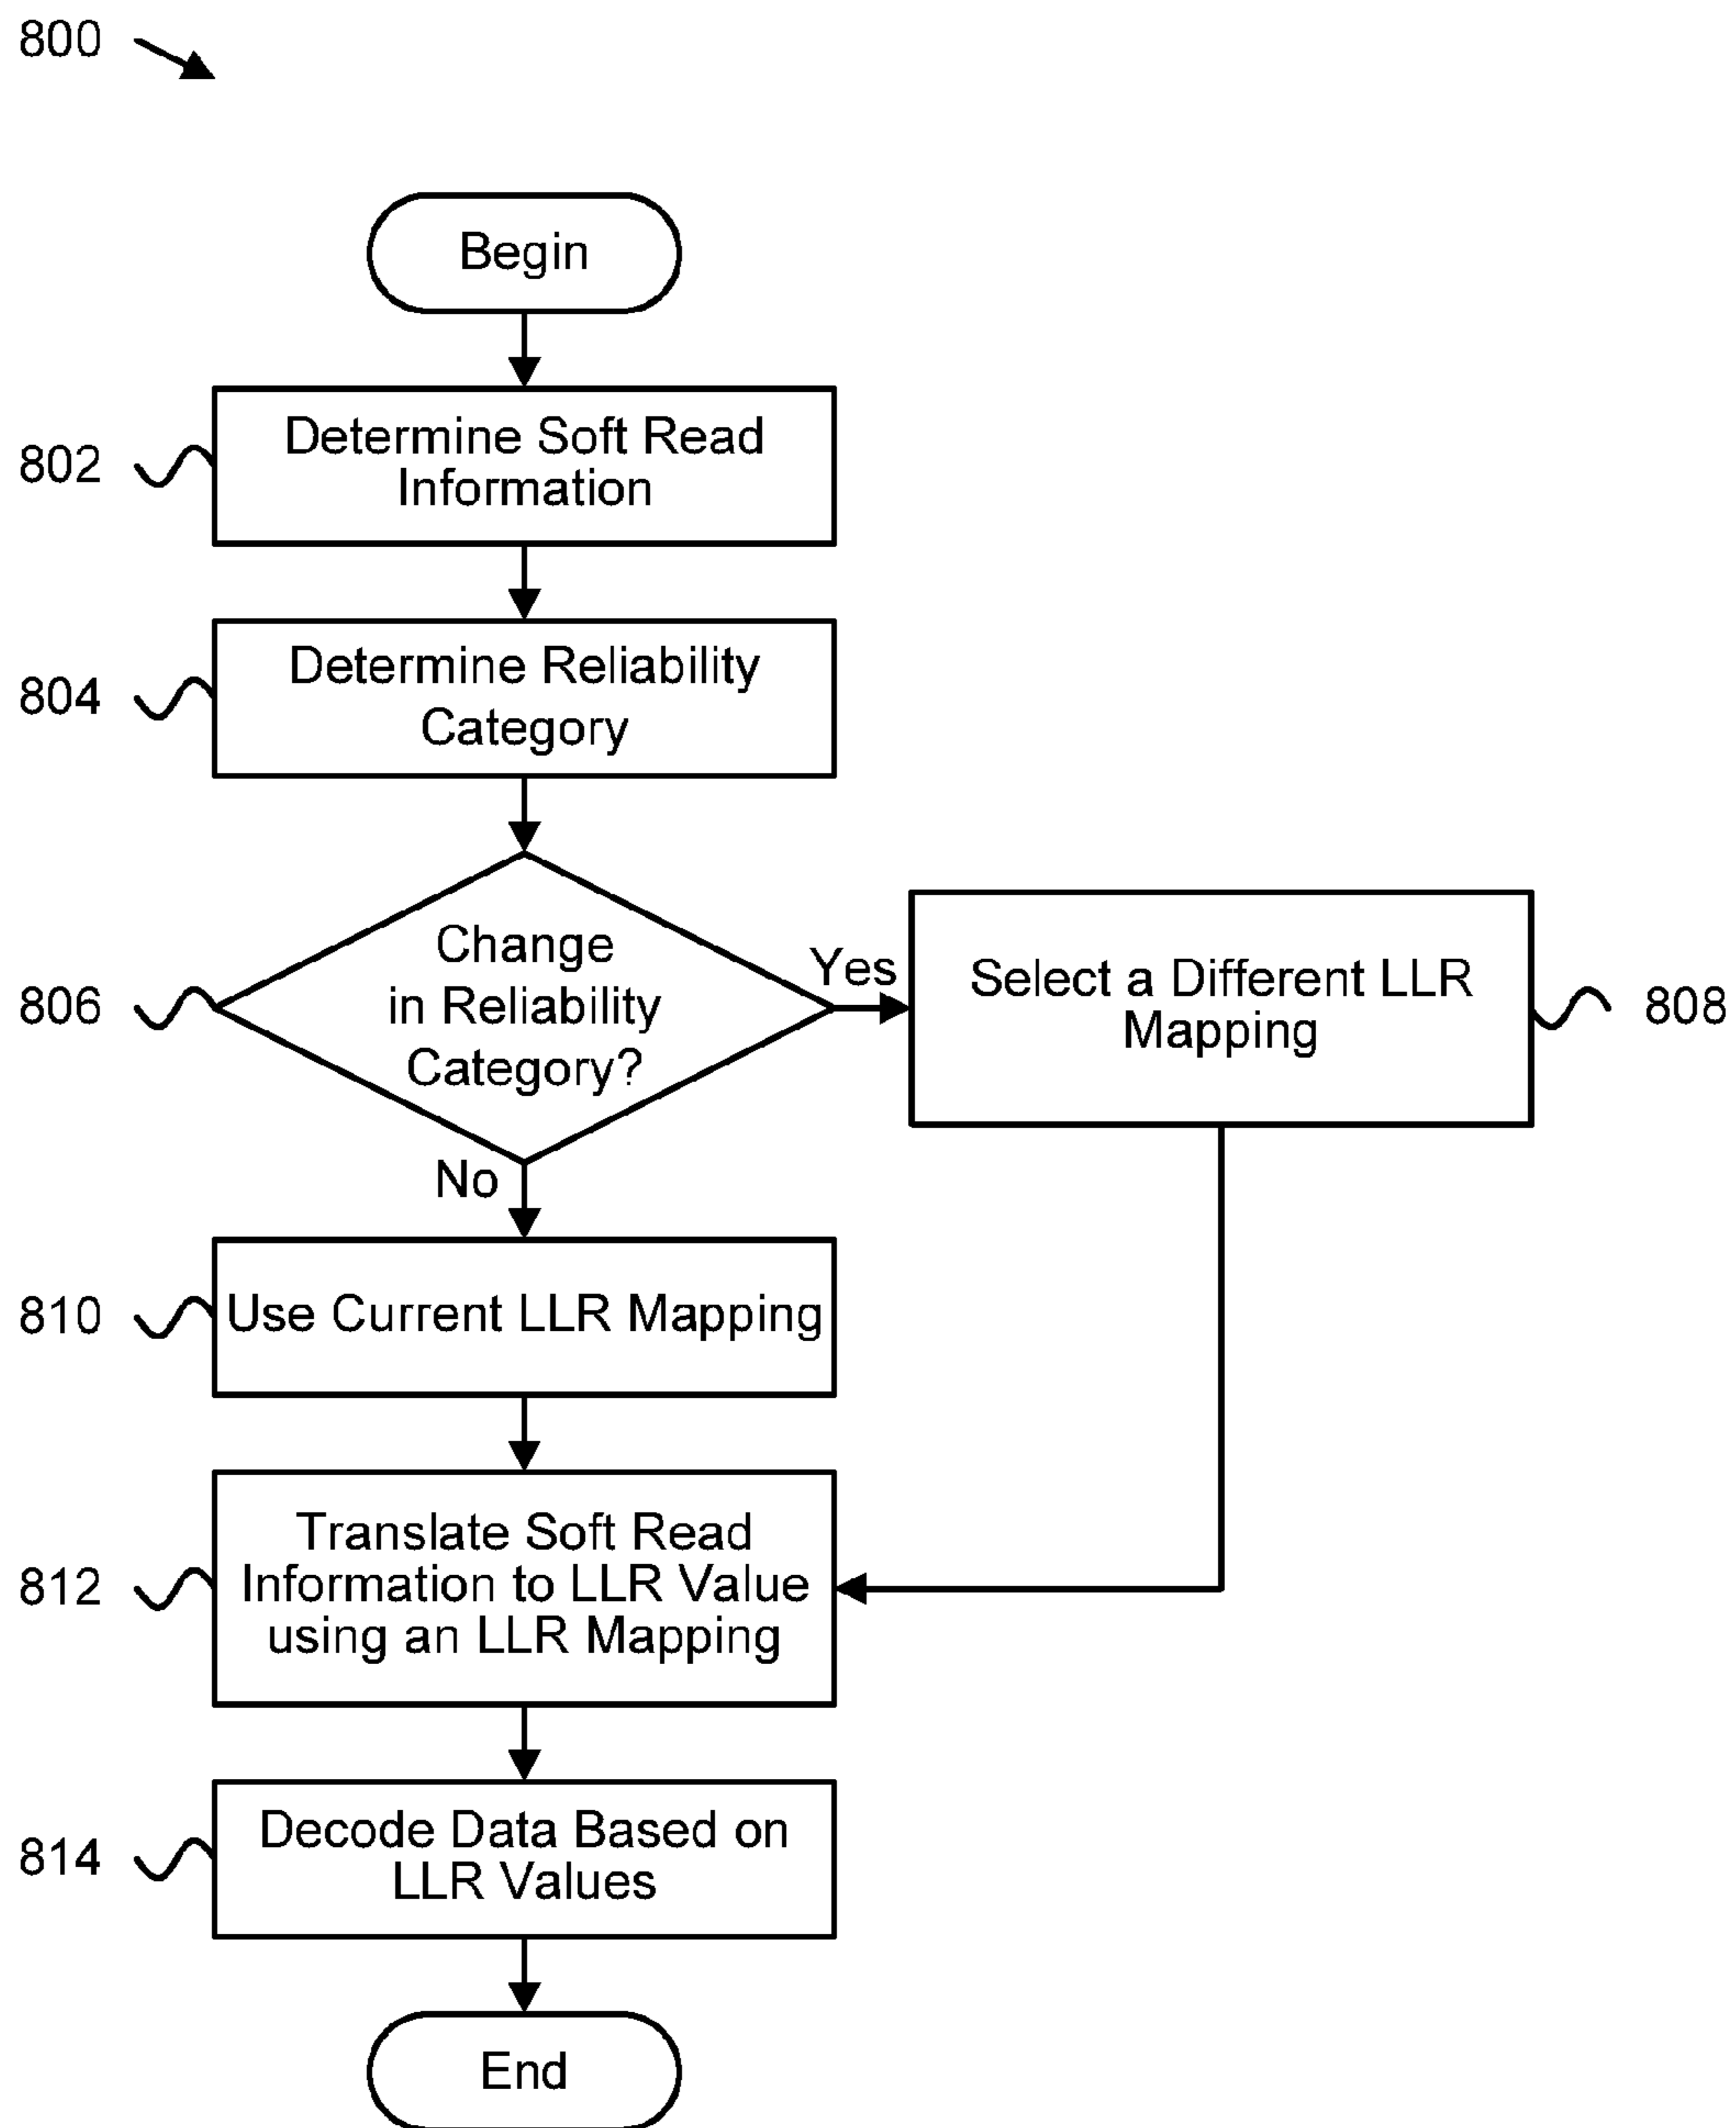 800
Begin
802
Determine Soft Read
Information
804
Determine Reliability
Category
806
Change
in Reliability
Category?
Yes
Select a Different LLR
Mapping
808
No
810
Use Current LLR Mapping
812
Translate Soft Read
Information to LLR Value
using an LLR Mapping
814
Decode Data Based on
LLR Values
End